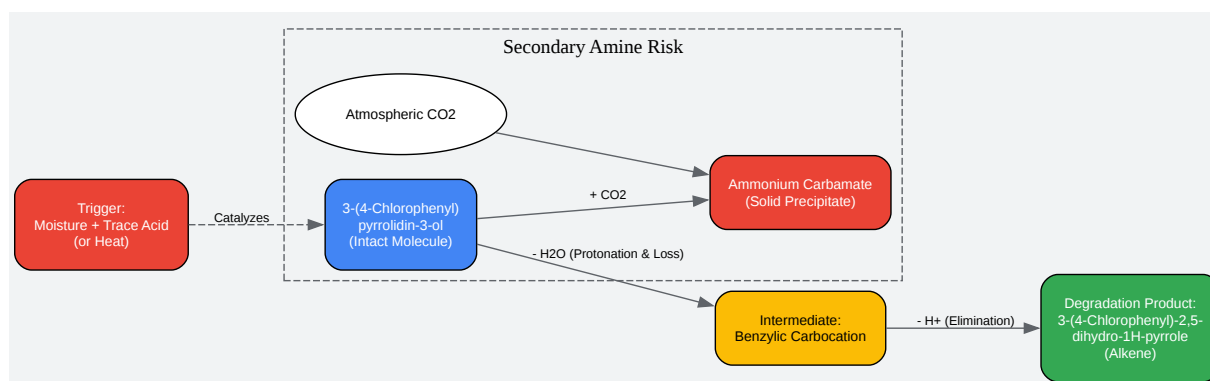 Secondary Amine Risk
Atmospheric CO2
Trigger:
Moisture + Trace Acid
(or Heat)
Catalyzes
3-(4-Chlorophenyl)
pyrrolidin-3-ol
(Intact Molecule)
+ CO2
Ammonium Carbamate
(Solid Precipitate)
- H2O (Protonation & Loss)
Intermediate:
Benzylic Carbocation
- H+ (Elimination)
Degradation Product:
3-(4-Chlorophenyl)-2,5-
dihydro-1H-pyrrole
(Alkene)